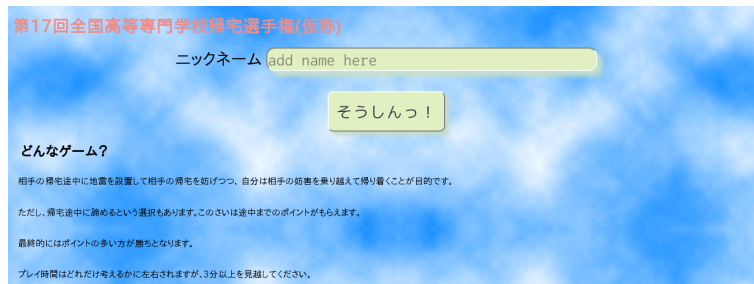 第17回全国高等専門学校帰宅選手権(仮称)
ニックネーム add name here
そうしんっ！
どんなゲーム？
相手の帰宅途中に地雷を設置して相手の帰宅を妨げつつ、自分は相手の妨害を乗り越えて帰り着くことが目的です。
ただし、帰宅途中に諦めるという選択もあります。このさいは途中までのポイントがもらえます。
最終的にはポイントの多い方が勝ちとなります。
プレイ時間はどれだけ考えるかに左右されますが、3分以上を見越してください。